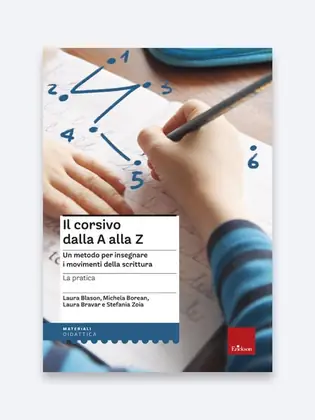 1
2
3
4
5
6
Il corsivo
dalla A alla Z
Un metodo per insegnare
i movimenti della scrittura
La pratica
Laura Blason, Michela Borean,
Laura Bravar e Stefania Zoia
MATERIALI
DIDATTICA
Erickson